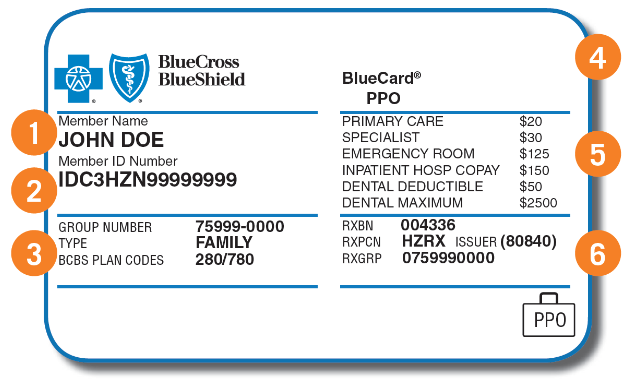 BlueCross
BlueShield
BlueCard®
PPO
4
1
Member Name
JOHN DOE
Member ID Number
2
IDC3HZN99999999
PRIMARY CARE $20
SPECIALIST $30
EMERGENCY ROOM $125
5
INPATIENT HOSP COPAY $150
DENTAL DEDUCTIBLE $50
DENTAL MAXIMUM $2500
3
GROUP NUMBER 75999-0000
TYPE FAMILY
BCBS PLAN CODES 280/780
RXBN 004336
RXPCN HZRX ISSUER (80840)
6
RXGRP 0759990000
PPO